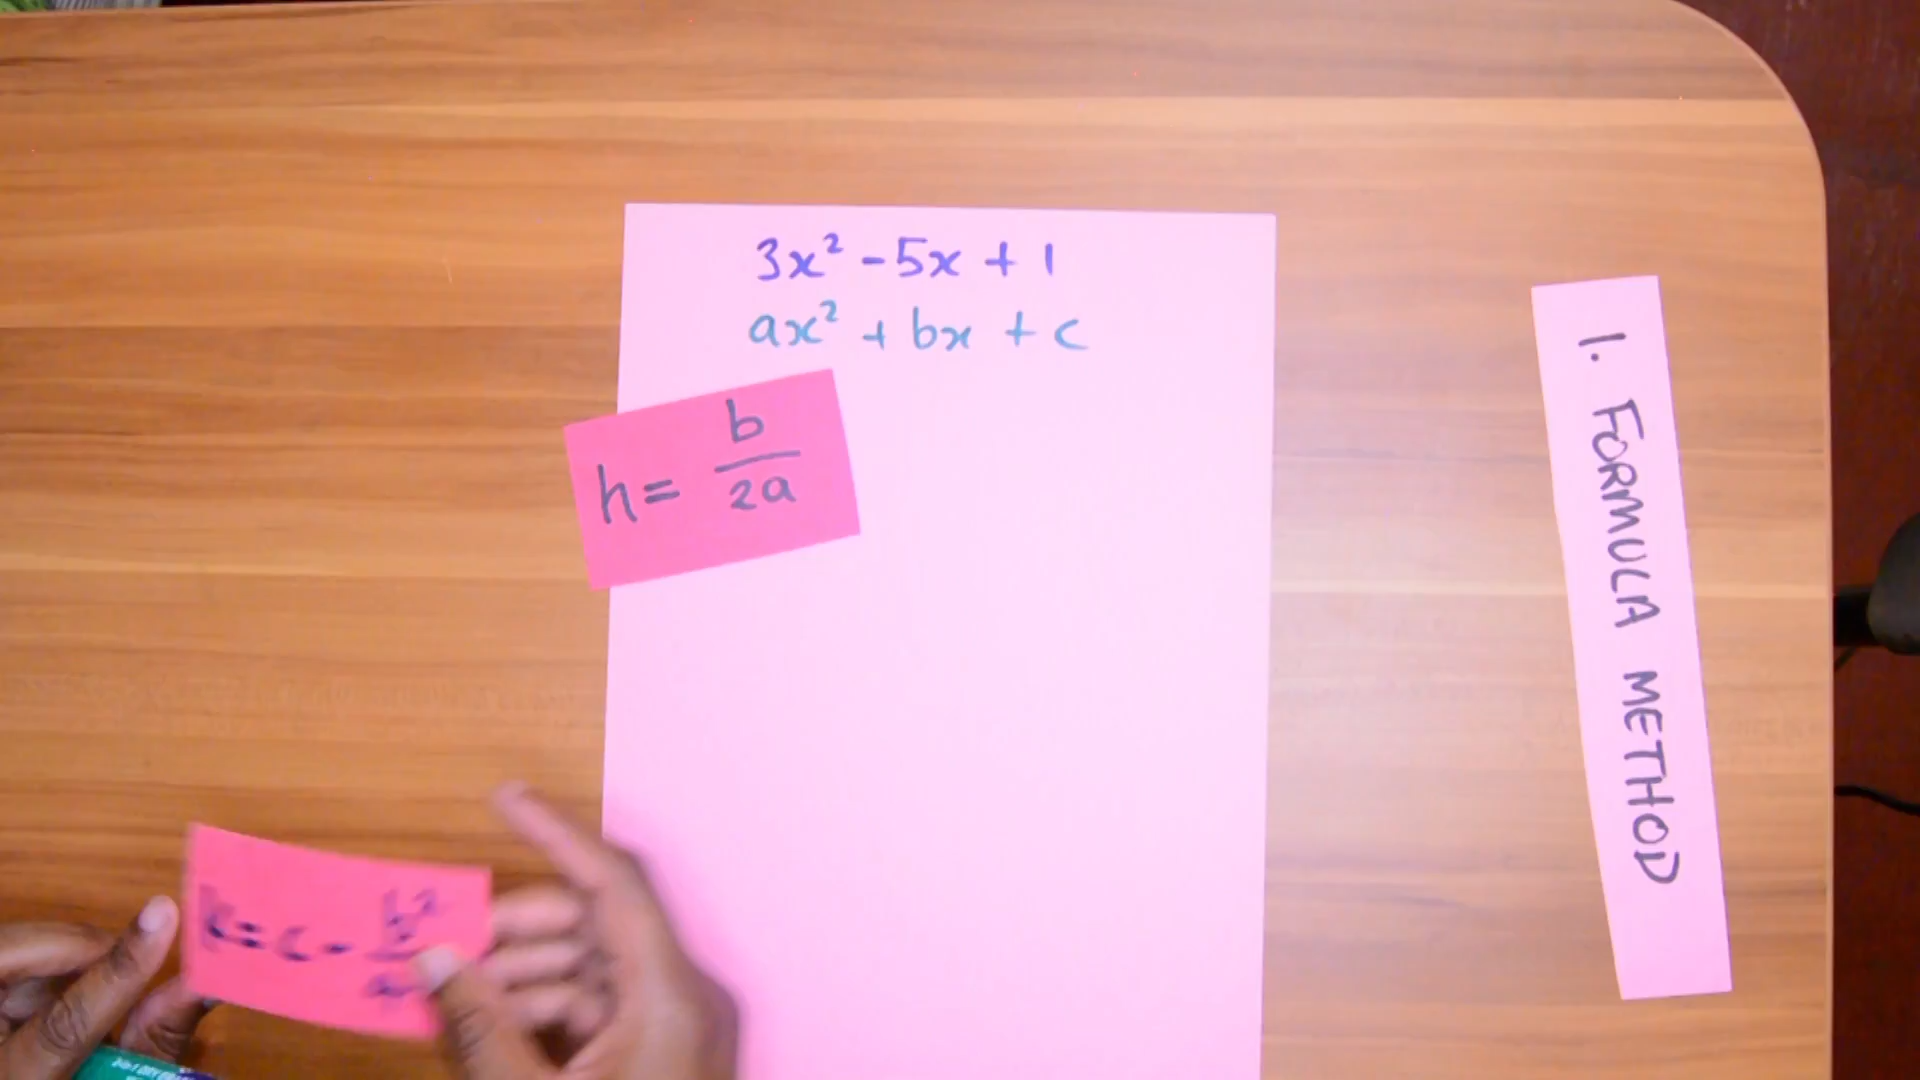 3x² - 5x + 1
ax² + bx + c
h = b/2a
1. FORMULA METHOD